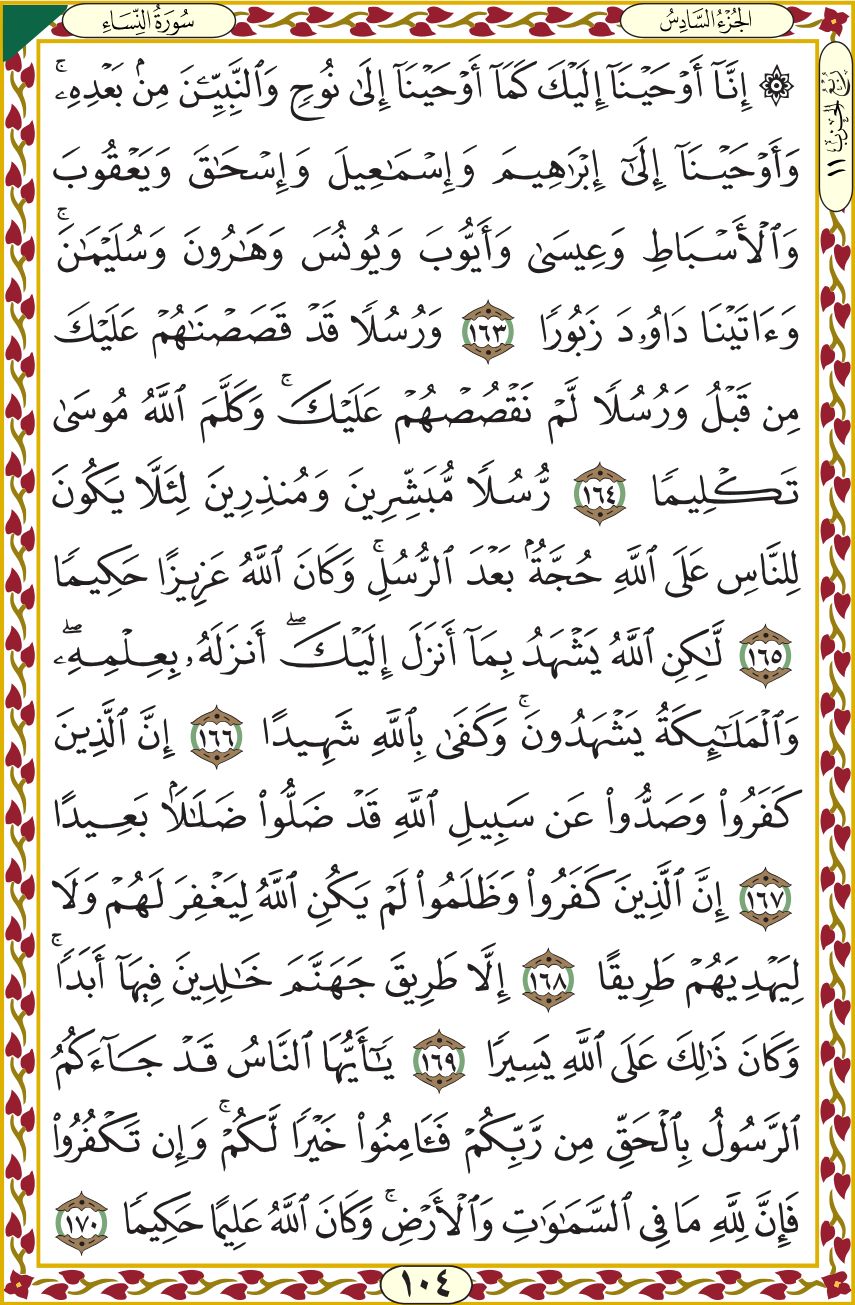 الجُزْءُ السَّادِسُ
سُورَةُ النِّسَاءِ
رُبْعُ الحِزْبِ ١١
۞ إِنَّآ أَوْحَيْنَآ إِلَيْكَ كَمَآ أَوْحَيْنَآ إِلَىٰ نُوحٍ وَٱلنَّبِيِّـۧنَ مِنۢ بَعْدِهِۦۚ
وَأَوْحَيْنَآ إِلَىٰٓ إِبْرَٰهِيمَ وَإِسْمَٰعِيلَ وَإِسْحَٰقَ وَيَعْقُوبَ
وَٱلْأَسْبَاطِ وَعِيسَىٰ وَأَيُّوبَ وَيُونُسَ وَهَٰرُونَ وَسُلَيْمَٰنَۚ
وَءَاتَيْنَا دَاوُۥدَ زَبُورًا ١٦٣ وَرُسُلًا قَدْ قَصَصْنَٰهُمْ عَلَيْكَ
مِن قَبْلُ وَرُسُلًا لَّمْ نَقْصُصْهُمْ عَلَيْكَۚ وَكَلَّمَ ٱللَّهُ مُوسَىٰ
تَكْلِيمًا ١٦٤ رُّسُلًا مُّبَشِّرِينَ وَمُنذِرِينَ لِئَلَّا يَكُونَ
لِلنَّاسِ عَلَى ٱللَّهِ حُجَّةٌۢ بَعْدَ ٱلرُّسُلِۚ وَكَانَ ٱللَّهُ عَزِيزًا حَكِيمًا
١٦٥ لَّٰكِنِ ٱللَّهُ يَشْهَدُ بِمَآ أَنزَلَ إِلَيْكَۖ أَنزَلَهُۥ بِعِلْمِهِۦۖ
وَٱلْمَلَٰٓئِكَةُ يَشْهَدُونَۚ وَكَفَىٰ بِٱللَّهِ شَهِيدًا ١٦٦ إِنَّ ٱلَّذِينَ
كَفَرُوا۟ وَصَدُّوا۟ عَن سَبِيلِ ٱللَّهِ قَدْ ضَلُّوا۟ ضَلَٰلًۢا بَعِيدًا
١٦٧ إِنَّ ٱلَّذِينَ كَفَرُوا۟ وَظَلَمُوا۟ لَمْ يَكُنِ ٱللَّهُ لِيَغْفِرَ لَهُمْ وَلَا
لِيَهْدِيَهُمْ طَرِيقًا ١٦٨ إِلَّا طَرِيقَ جَهَنَّمَ خَٰلِدِينَ فِيهَآ أَبَدًاۚ
وَكَانَ ذَٰلِكَ عَلَى ٱللَّهِ يَسِيرًا ١٦٩ يَٰٓأَيُّهَا ٱلنَّاسُ قَدْ جَآءَكُمُ
ٱلرَّسُولُ بِٱلْحَقِّ مِن رَّبِّكُمْ فَـَٔامِنُوا۟ خَيْرًا لَّكُمْۚ وَإِن تَكْفُرُوا۟
فَإِنَّ لِلَّهِ مَا فِى ٱلسَّمَٰوَٰتِ وَٱلْأَرْضِۚ وَكَانَ ٱللَّهُ عَلِيمًا حَكِيمًا ١٧٠
١٠٤